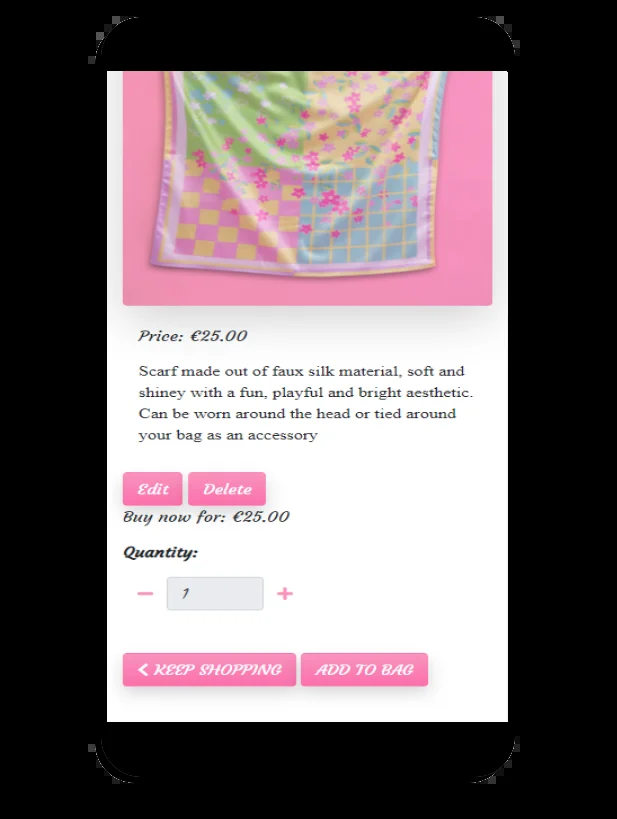 Price: €25.00
Scarf made out of faux silk material, soft and
shiney with a fun, playful and bright aesthetic.
Can be worn around the head or tied around
your bag as an accessory
Edit Delete
Buy now for: €25.00
Quantity:
− 1 +
< KEEP SHOPPING ADD TO BAG